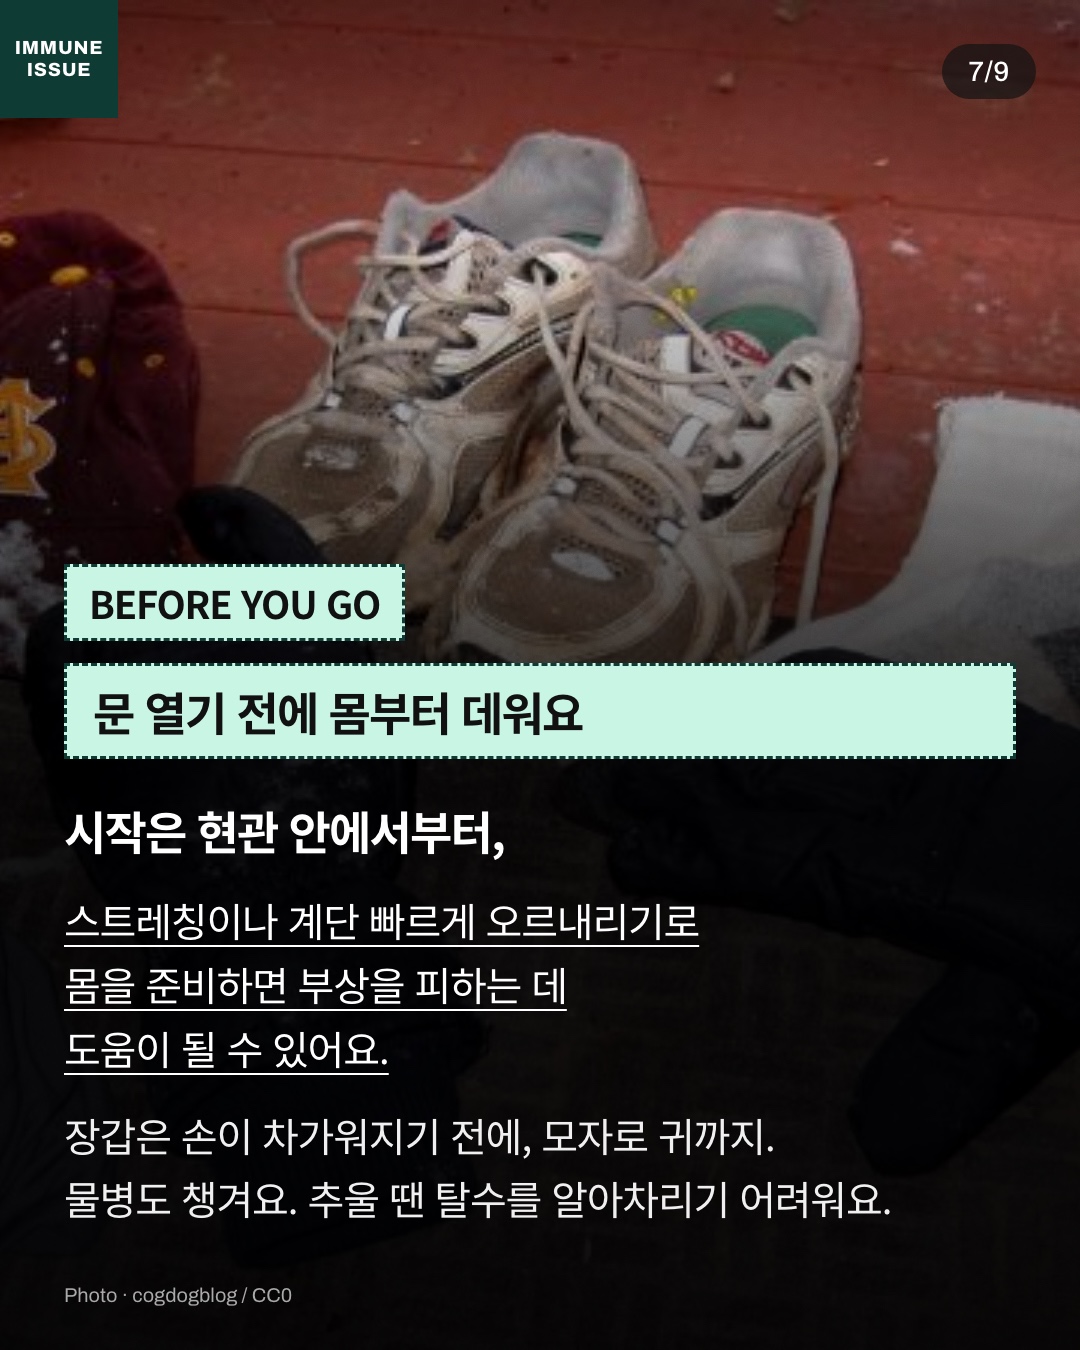 IMMUNE
ISSUE
7/9
BEFORE YOU GO
문 열기 전에 몸부터 데워요
시작은 현관 안에서부터,
스트레칭이나 계단 빠르게 오르내리기로
몸을 준비하면 부상을 피하는 데
도움이 될 수 있어요.
장갑은 손이 차가워지기 전에, 모자로 귀까지.
물병도 챙겨요. 추울 땐 탈수를 알아차리기 어려워요.
Photo · cogdogblog / CC0